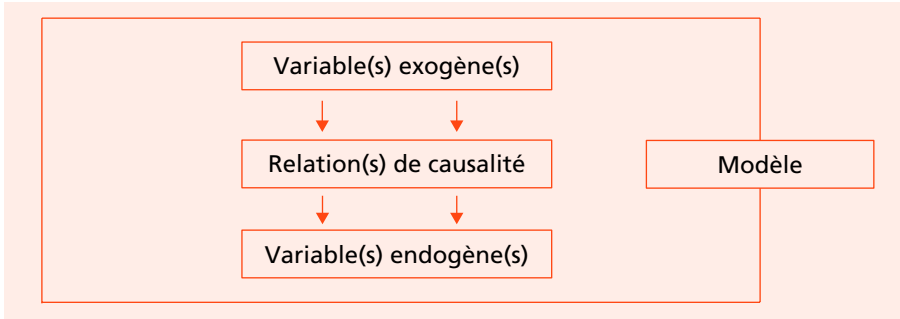 Variable(s) exogène(s)
Relation(s) de causalité
Modèle
Variable(s) endogène(s)